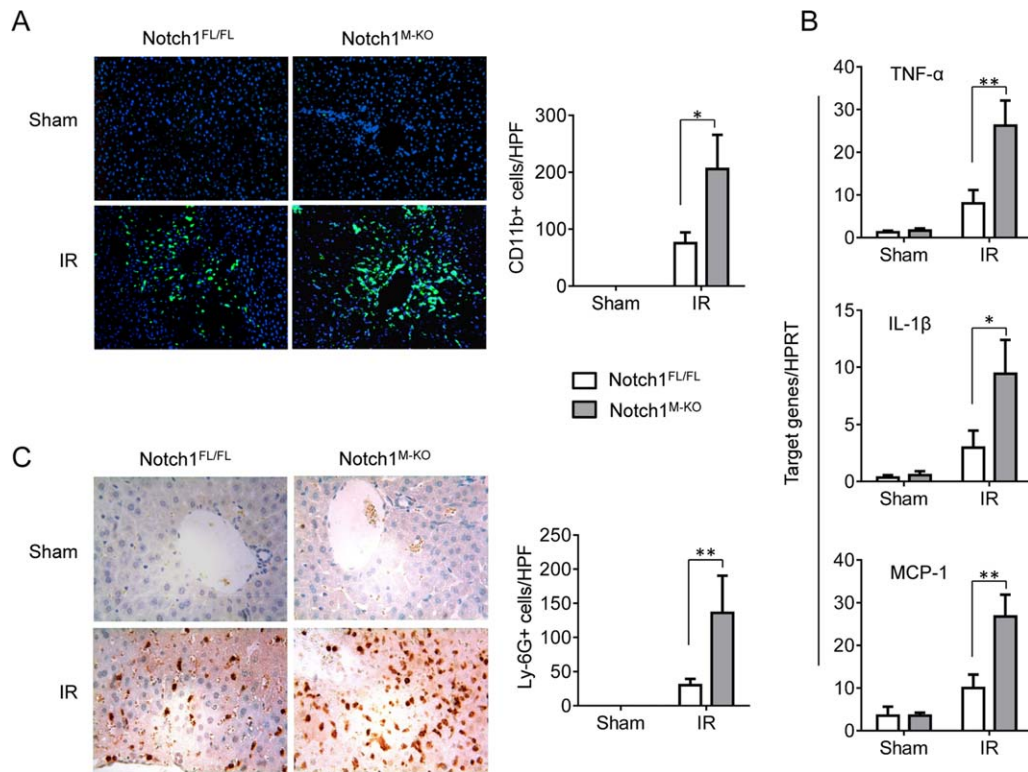 A
Notch1FL/FL
Notch1M-KO
Sham
IR
CD11b+ cells/HPF
300
200
100
0
*
Sham
IR
Notch1FL/FL
Notch1M-KO
B
Target genes/HPRT
TNF-α
40
30
20
10
0
**
Sham
IR
IL-1β
15
10
5
0
*
Sham
IR
MCP-1
40
30
20
10
0
**
Sham
IR
C
Notch1FL/FL
Notch1M-KO
Sham
IR
Ly-6G+ cells/HPF
250
200
150
100
50
0
**
Sham
IR